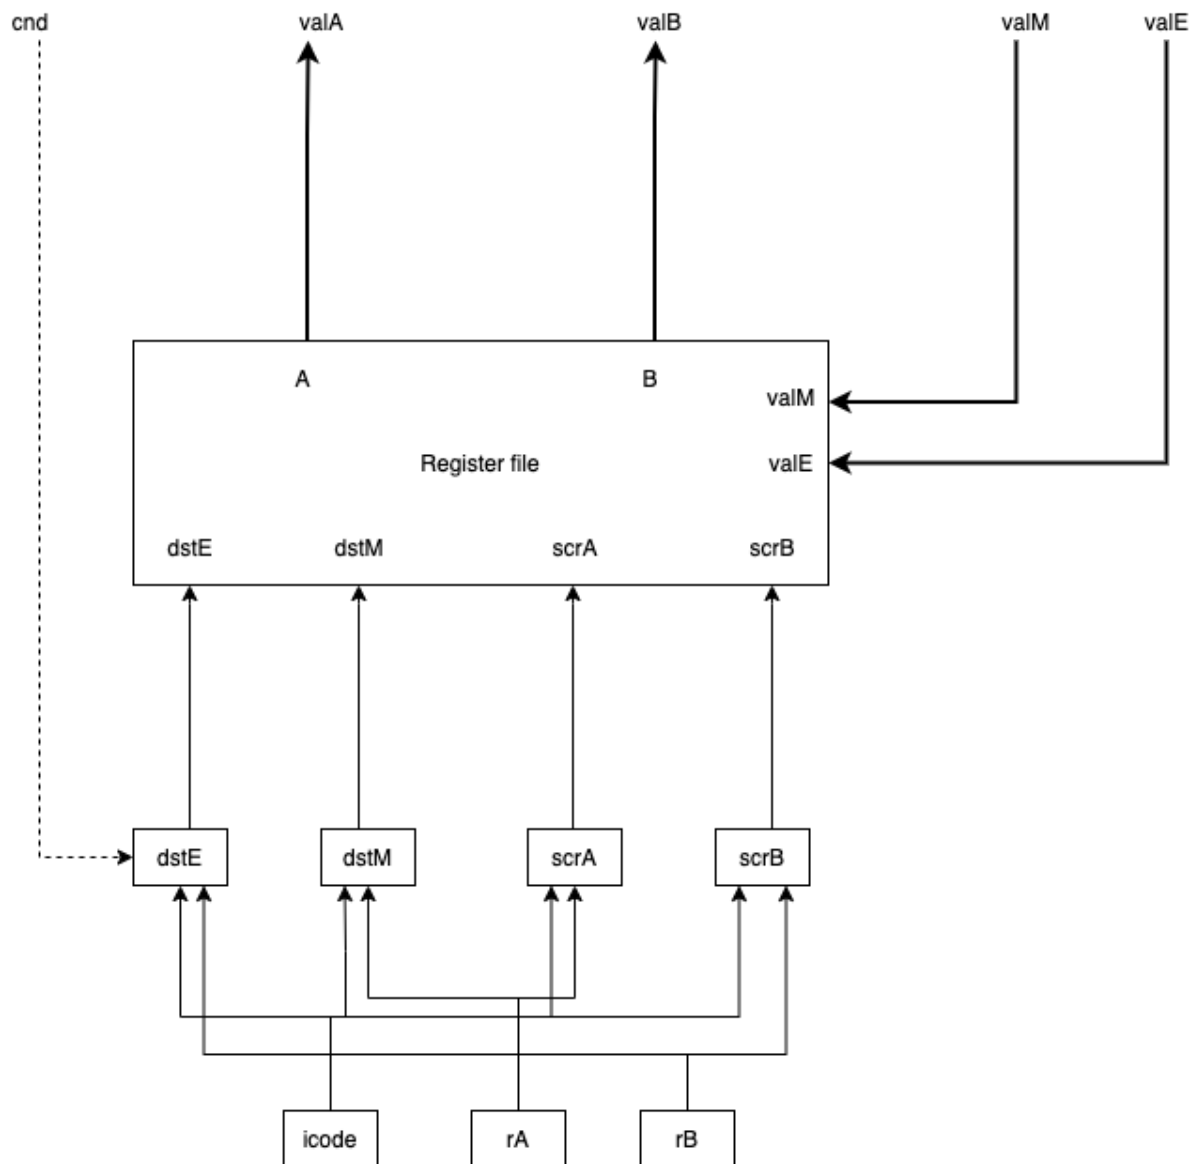 cnd
valA
valB
valM
valE
A
B
valM
Register file
valE
dstE
dstM
scrA
scrB
dstE
dstM
scrA
scrB
icode
rA
rB